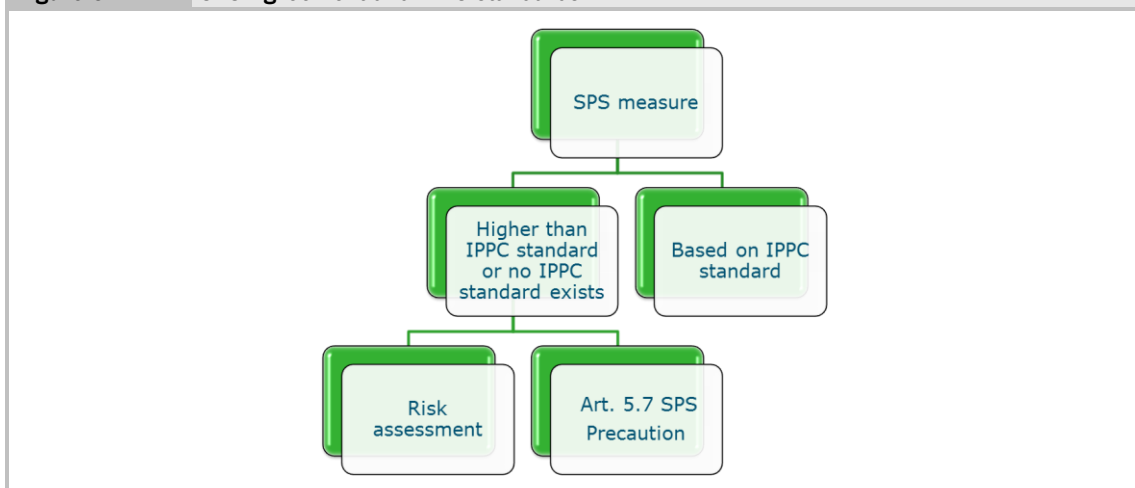 SPS measure
Higher than
IPPC standard
or no IPPC
standard exists
Based on IPPC
standard
Risk
assessment
Art. 5.7 SPS
Precaution